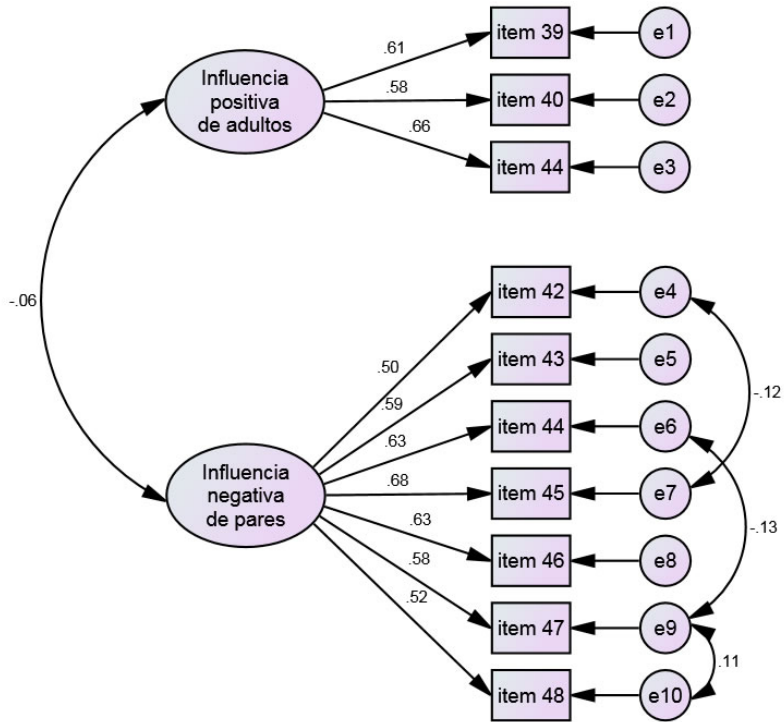 Influencia
positiva
de adultos
.61
.58
.66
item 39
e1
item 40
e2
item 44
e3
-.06
Influencia
negativa
de pares
.50
.59
.63
.68
.63
.58
.52
item 42
e4
item 43
e5
item 44
e6
item 45
e7
item 46
e8
item 47
e9
item 48
e10
-.12
-.13
.11